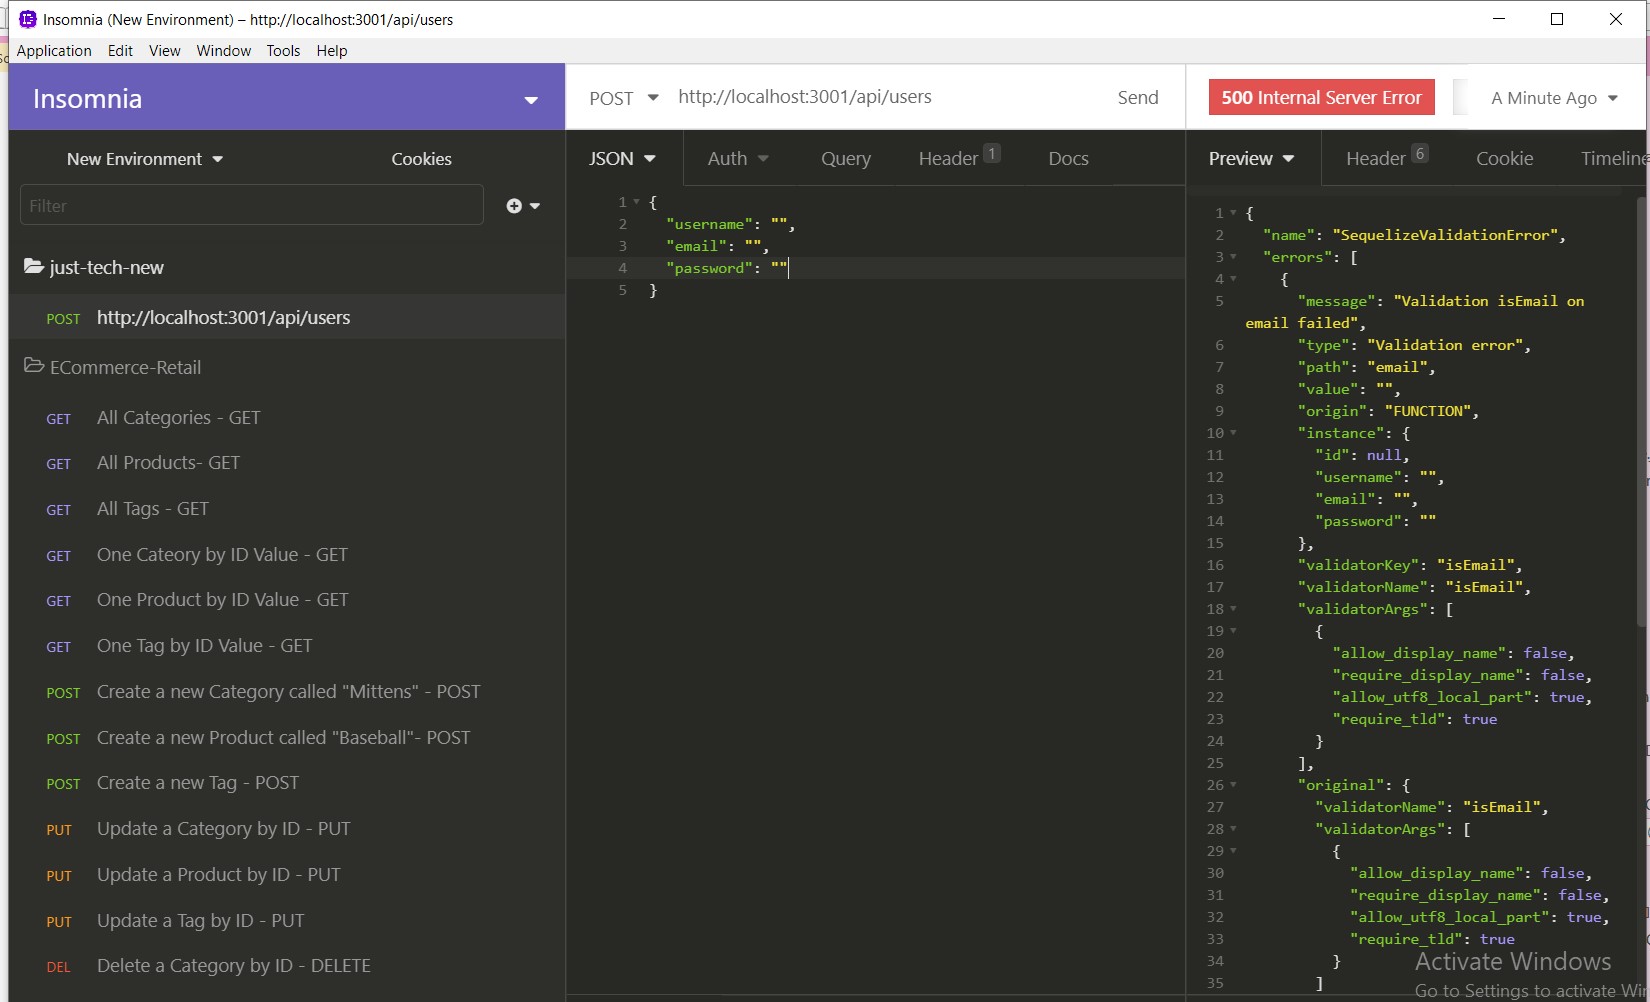 Insomnia (New Environment) – http://localhost:3001/api/users
Application Edit View Window Tools Help
Insomnia
POST http://localhost:3001/api/users Send
500 Internal Server Error A Minute Ago
New Environment Cookies
JSON Auth Query Header 1 Docs
Preview Header 6 Cookie Timeline
Filter
just-tech-new
POST http://localhost:3001/api/users
ECommerce-Retail
GET All Categories - GET
GET All Products- GET
GET All Tags - GET
GET One Cateory by ID Value - GET
GET One Product by ID Value - GET
GET One Tag by ID Value - GET
POST Create a new Category called "Mittens" - POST
POST Create a new Product called "Baseball"- POST
POST Create a new Tag - POST
PUT Update a Category by ID - PUT
PUT Update a Product by ID - PUT
PUT Update a Tag by ID - PUT
DEL Delete a Category by ID - DELETE
1 {
2 "username": "",
3 "email": "",
4 "password": ""
5 }
1 {
2 "name": "SequelizeValidationError",
3 "errors": [
4 {
5 "message": "Validation isEmail on
email failed",
6 "type": "Validation error",
7 "path": "email",
8 "value": "",
9 "origin": "FUNCTION",
10 "instance": {
11 "id": null,
12 "username": "",
13 "email": "",
14 "password": ""
15 },
16 "validatorKey": "isEmail",
17 "validatorName": "isEmail",
18 "validatorArgs": [
19 {
20 "allow_display_name": false,
21 "require_display_name": false,
22 "allow_utf8_local_part": true,
23 "require_tld": true
24 }
25 ],
26 "original": {
27 "validatorName": "isEmail",
28 "validatorArgs": [
29 {
30 "allow_display_name": false,
31 "require_display_name": false,
32 "allow_utf8_local_part": true,
33 "require_tld": true
34 }
35 ]
Activate Windows
Go to Settings to activate Win